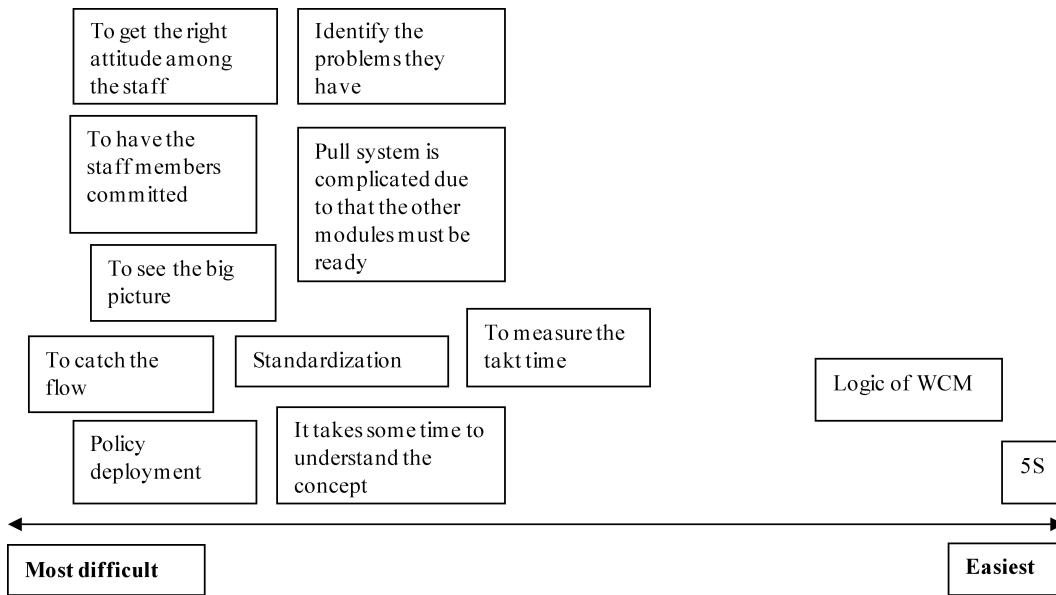 To get the right
attitude among
the staff
Identify the
problems they
have
To have the
staff members
committed
Pull system is
complicated due
to that the other
modules must be
ready
To see the big
picture
To measure the
takt time
To catch the
flow
Standardization
Logic of WCM
Policy
deployment
It takes some time to
understand the
concept
5S
Most difficult
Easiest